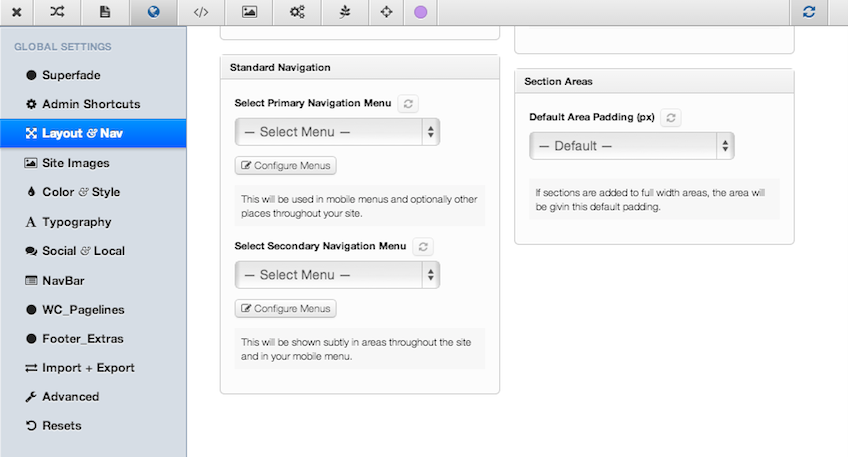 GLOBAL SETTINGS
Superfade
Admin Shortcuts
Layout & Nav
Site Images
Color & Style
Typography
Social & Local
NavBar
WC_Pagelines
Footer_Extras
Import + Export
Advanced
Resets
Standard Navigation
Select Primary Navigation Menu
— Select Menu —
Configure Menus
This will be used in mobile menus and optionally other
places throughout your site.
Select Secondary Navigation Menu
— Select Menu —
Configure Menus
This will be shown subtly in areas throughout the site
and in your mobile menu.
Section Areas
Default Area Padding (px)
— Default —
If sections are added to full width areas, the area will
be givin this default padding.